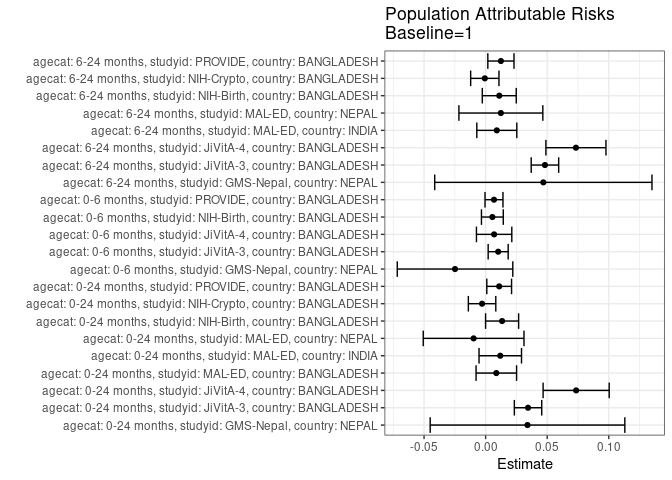 Population Attributable Risks
Baseline=1
agecat: 6-24 months, studyid: PROVIDE, country: BANGLADESH
agecat: 6-24 months, studyid: NIH-Crypto, country: BANGLADESH
agecat: 6-24 months, studyid: NIH-Birth, country: BANGLADESH
agecat: 6-24 months, studyid: MAL-ED, country: NEPAL
agecat: 6-24 months, studyid: MAL-ED, country: INDIA
agecat: 6-24 months, studyid: JiVitA-4, country: BANGLADESH
agecat: 6-24 months, studyid: JiVitA-3, country: BANGLADESH
agecat: 6-24 months, studyid: GMS-Nepal, country: NEPAL
agecat: 0-6 months, studyid: PROVIDE, country: BANGLADESH
agecat: 0-6 months, studyid: NIH-Birth, country: BANGLADESH
agecat: 0-6 months, studyid: JiVitA-4, country: BANGLADESH
agecat: 0-6 months, studyid: JiVitA-3, country: BANGLADESH
agecat: 0-6 months, studyid: GMS-Nepal, country: NEPAL
agecat: 0-24 months, studyid: PROVIDE, country: BANGLADESH
agecat: 0-24 months, studyid: NIH-Crypto, country: BANGLADESH
agecat: 0-24 months, studyid: NIH-Birth, country: BANGLADESH
agecat: 0-24 months, studyid: MAL-ED, country: NEPAL
agecat: 0-24 months, studyid: MAL-ED, country: INDIA
agecat: 0-24 months, studyid: MAL-ED, country: BANGLADESH
agecat: 0-24 months, studyid: JiVitA-4, country: BANGLADESH
agecat: 0-24 months, studyid: JiVitA-3, country: BANGLADESH
agecat: 0-24 months, studyid: GMS-Nepal, country: NEPAL
-0.05 0.00 0.05 0.10
Estimate